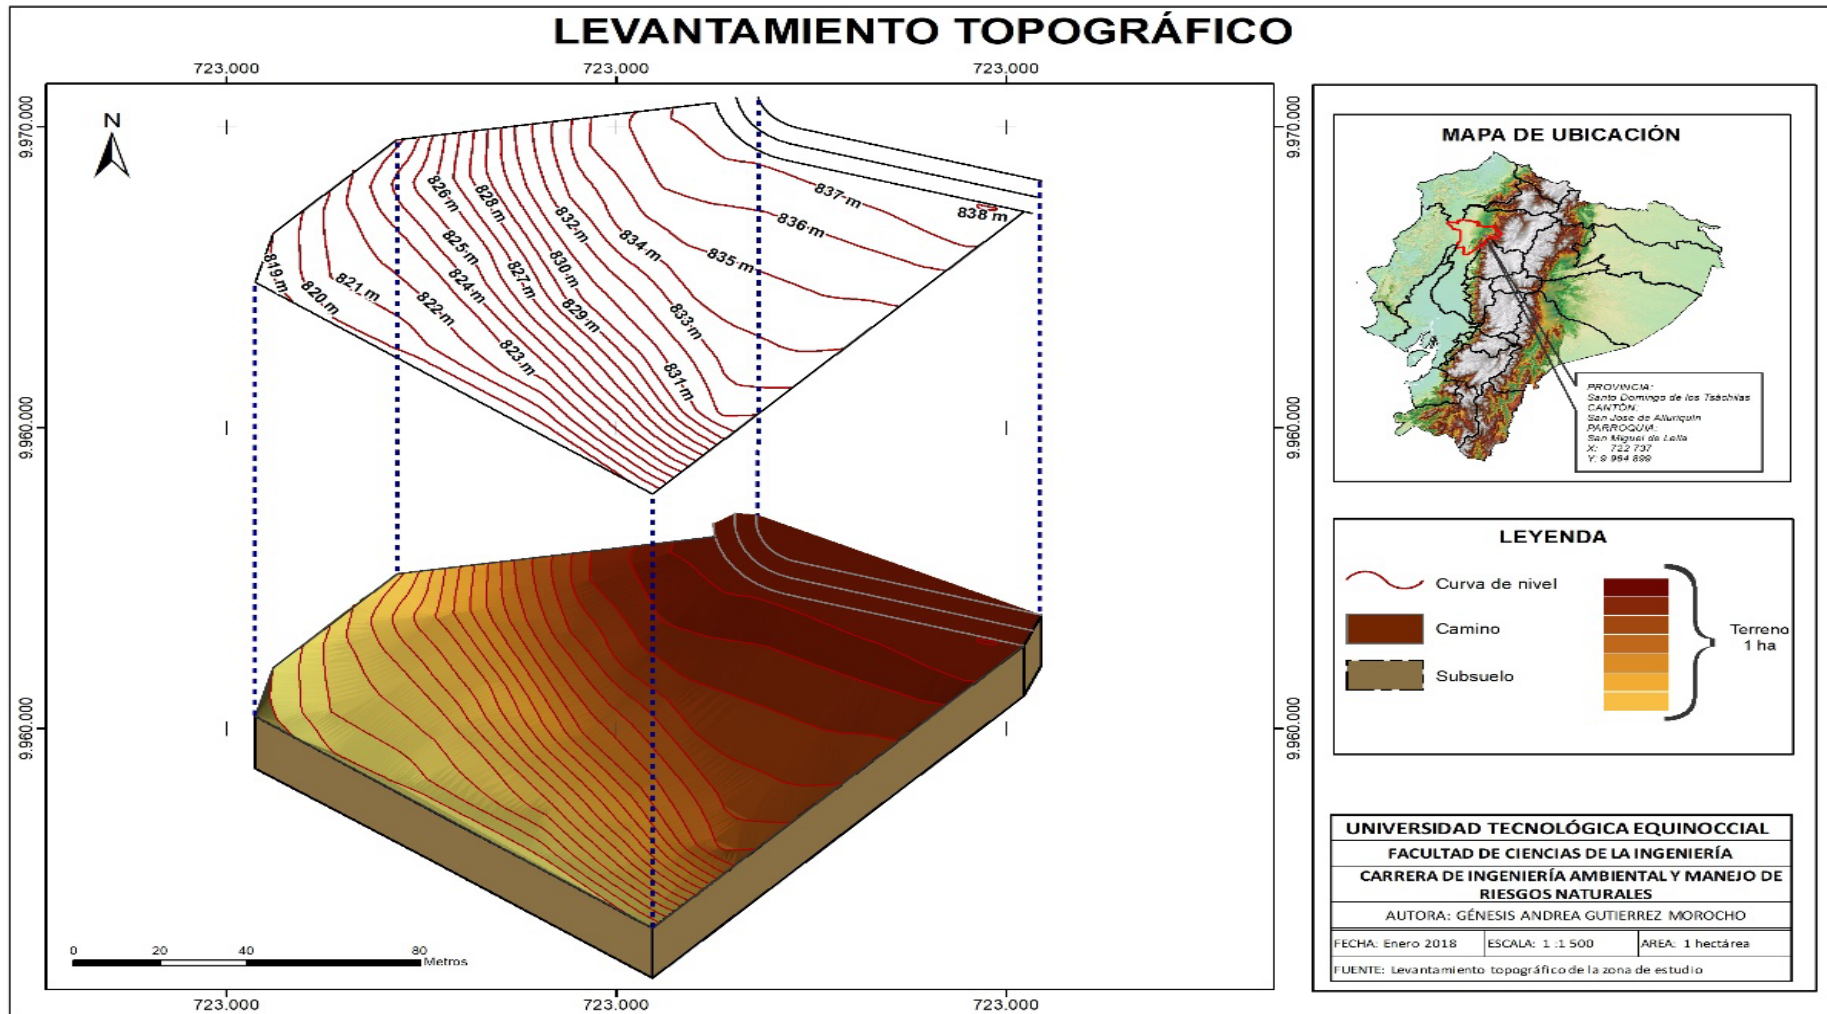 LEVANTAMIENTO TOPOGRÁFICO
723.000
723.000
723.000
9.970.000
9.970.000
N
819 m
820 m
821 m
822 m
823 m
824 m
825 m
826 m
827 m
828 m
829 m
830 m
831 m
832 m
833 m
834 m
835 m
836 m
837 m
838 m
9.960.000
9.960.000
9.960.000
9.960.000
0
20
40
80
Metros
723.000
723.000
723.000
MAPA DE UBICACIÓN
PROVINCIA:
Santo Domingo de los Tsáchilas
CANTÓN:
San Jose de Alluriquin
PARROQUIA:
San Miguel de Lelia
X: 722 737
Y: 9 964 899
LEYENDA
Curva de nivel
Camino
Subsuelo
Terreno
1 ha
UNIVERSIDAD TECNOLÓGICA EQUINOCCIAL
FACULTAD DE CIENCIAS DE LA INGENIERÍA
CARRERA DE INGENIERÍA AMBIENTAL Y MANEJO DE
RIESGOS NATURALES
AUTORA: GÉNESIS ANDREA GUTIERREZ MOROCHO
FECHA: Enero 2018
ESCALA: 1 :1 500
AREA: 1 hectárea
FUENTE: Levantamiento topográfico de la zona de estudio